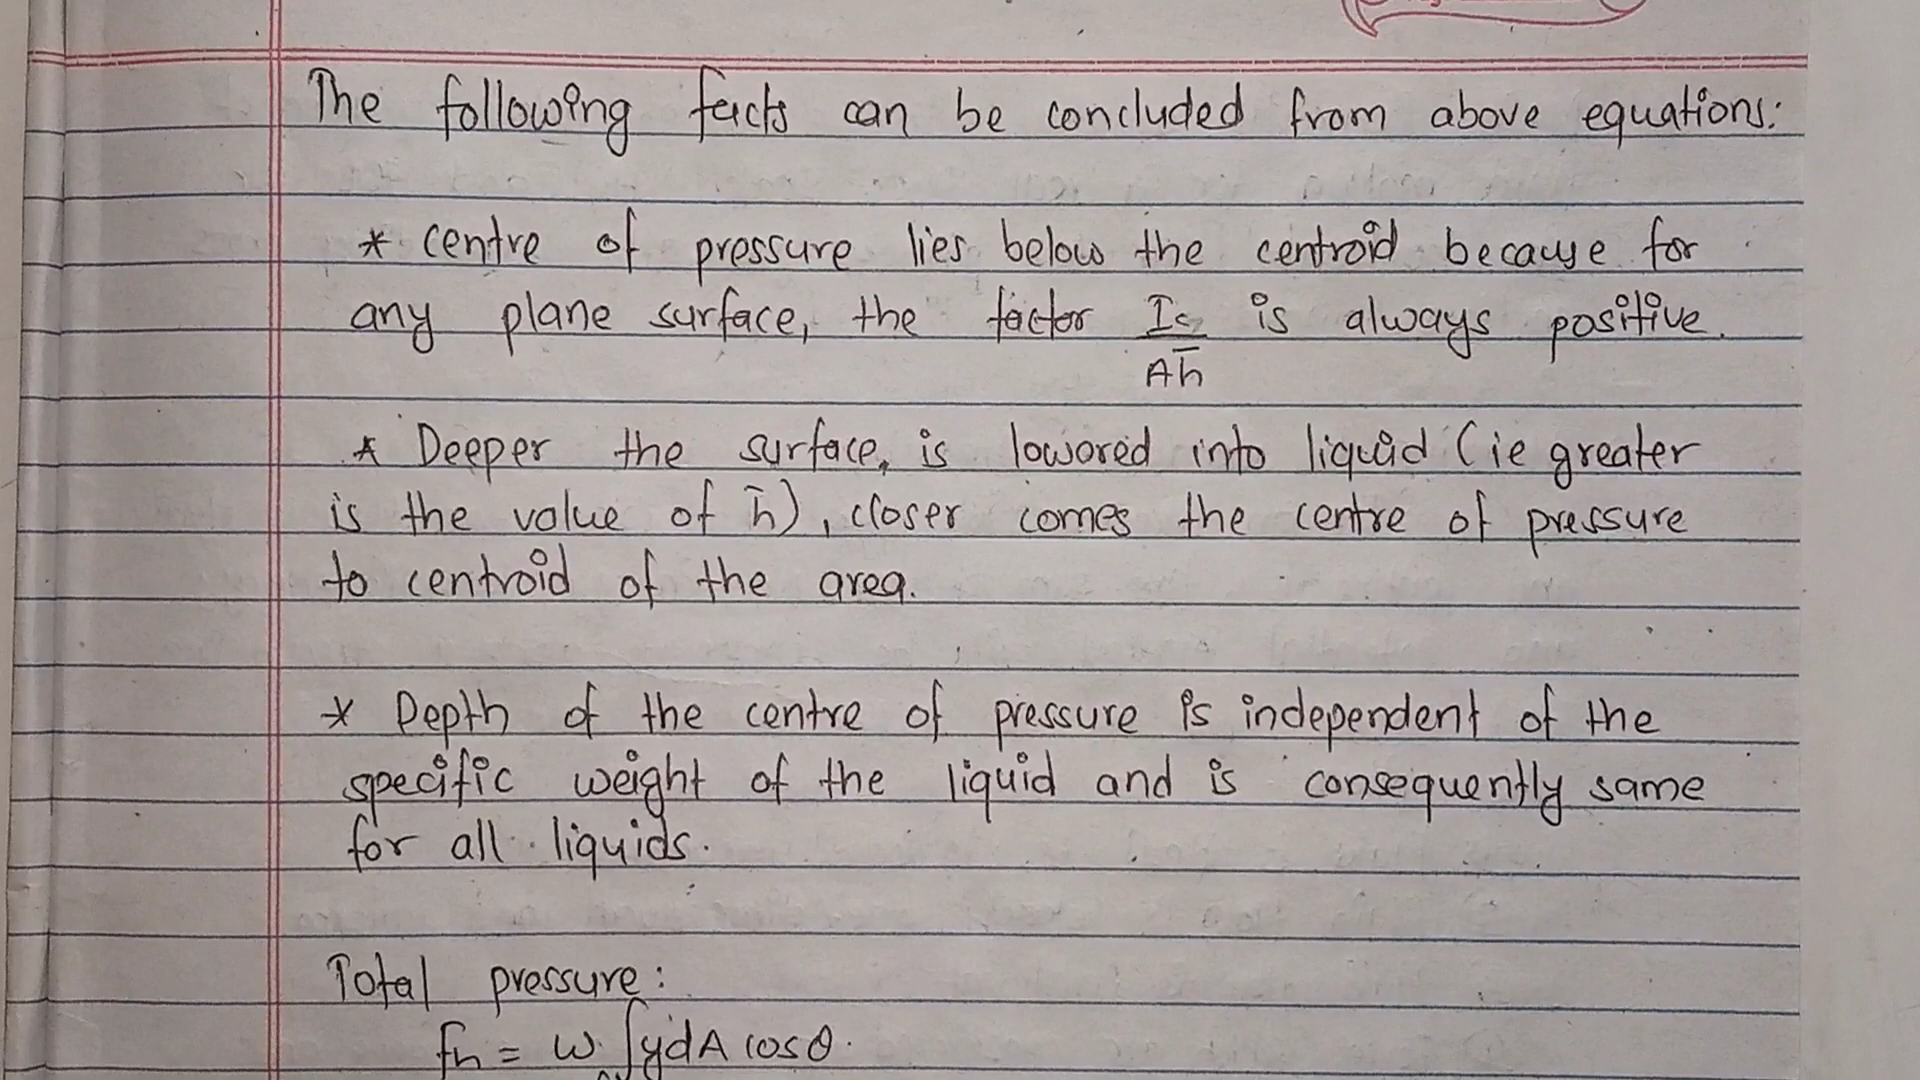 The following facts can be concluded from above equations:
* centre of pressure lies below the centroid because for
any plane surface, the factor Ic/Ah̄ is always positive.
* Deeper the surface, is lowored into liquid (ie greater
is the value of h̄), closer comes the centre of pressure
to centroid of the area.
* Depth of the centre of pressure is independent of the
specific weight of the liquid and is consequently same
for all liquids.
Total pressure:
Fh = w. ∫ydA cosθ.